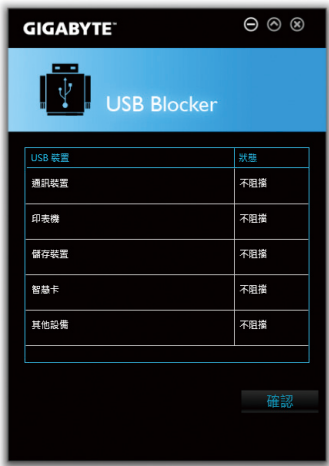 GIGABYTE™
USB Blocker
USB 裝置 狀態
通訊裝置 不阻擋
印表機 不阻擋
儲存裝置 不阻擋
智慧卡 不阻擋
其他設備 不阻擋
確認